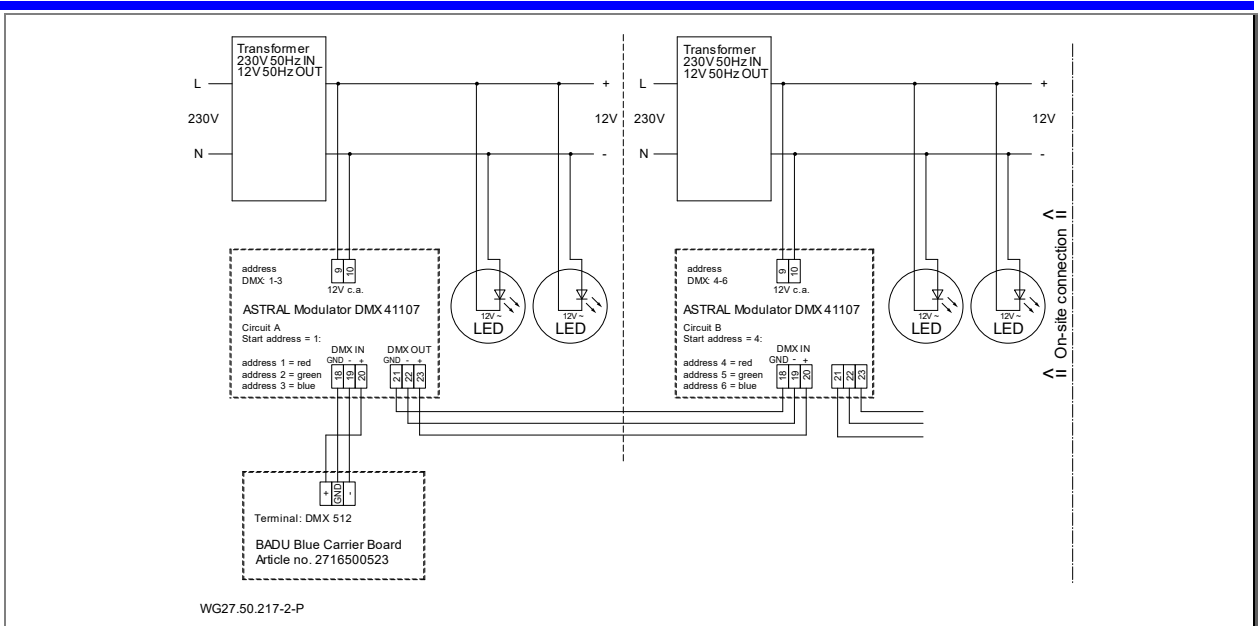 Transformer
230V 50Hz IN
12V 50Hz OUT
L
+
230V
12V
N
-
address
DMX: 1-3
9
10
12V c.a.
ASTRAL Modulator DMX 41107
Circuit A
Start address = 1:
DMX IN
DMX OUT
GND - +
GND - +
address 1 = red
address 2 = green
address 3 = blue
18
19
20
21
22
23
12V ~
LED
12V ~
LED
Transformer
230V 50Hz IN
12V 50Hz OUT
L
+
230V
12V
N
-
address
DMX: 4-6
9
10
12V c.a.
ASTRAL Modulator DMX 41107
Circuit B
Start address = 4:
DMX IN
GND - +
address 4 = red
address 5 = green
address 6 = blue
18
19
20
21
22
23
12V ~
LED
12V ~
LED
<= On-site connection =>
+
GND
-
Terminal: DMX 512
BADU Blue Carrier Board
Article no. 2716500523
WG27.50.217-2-P